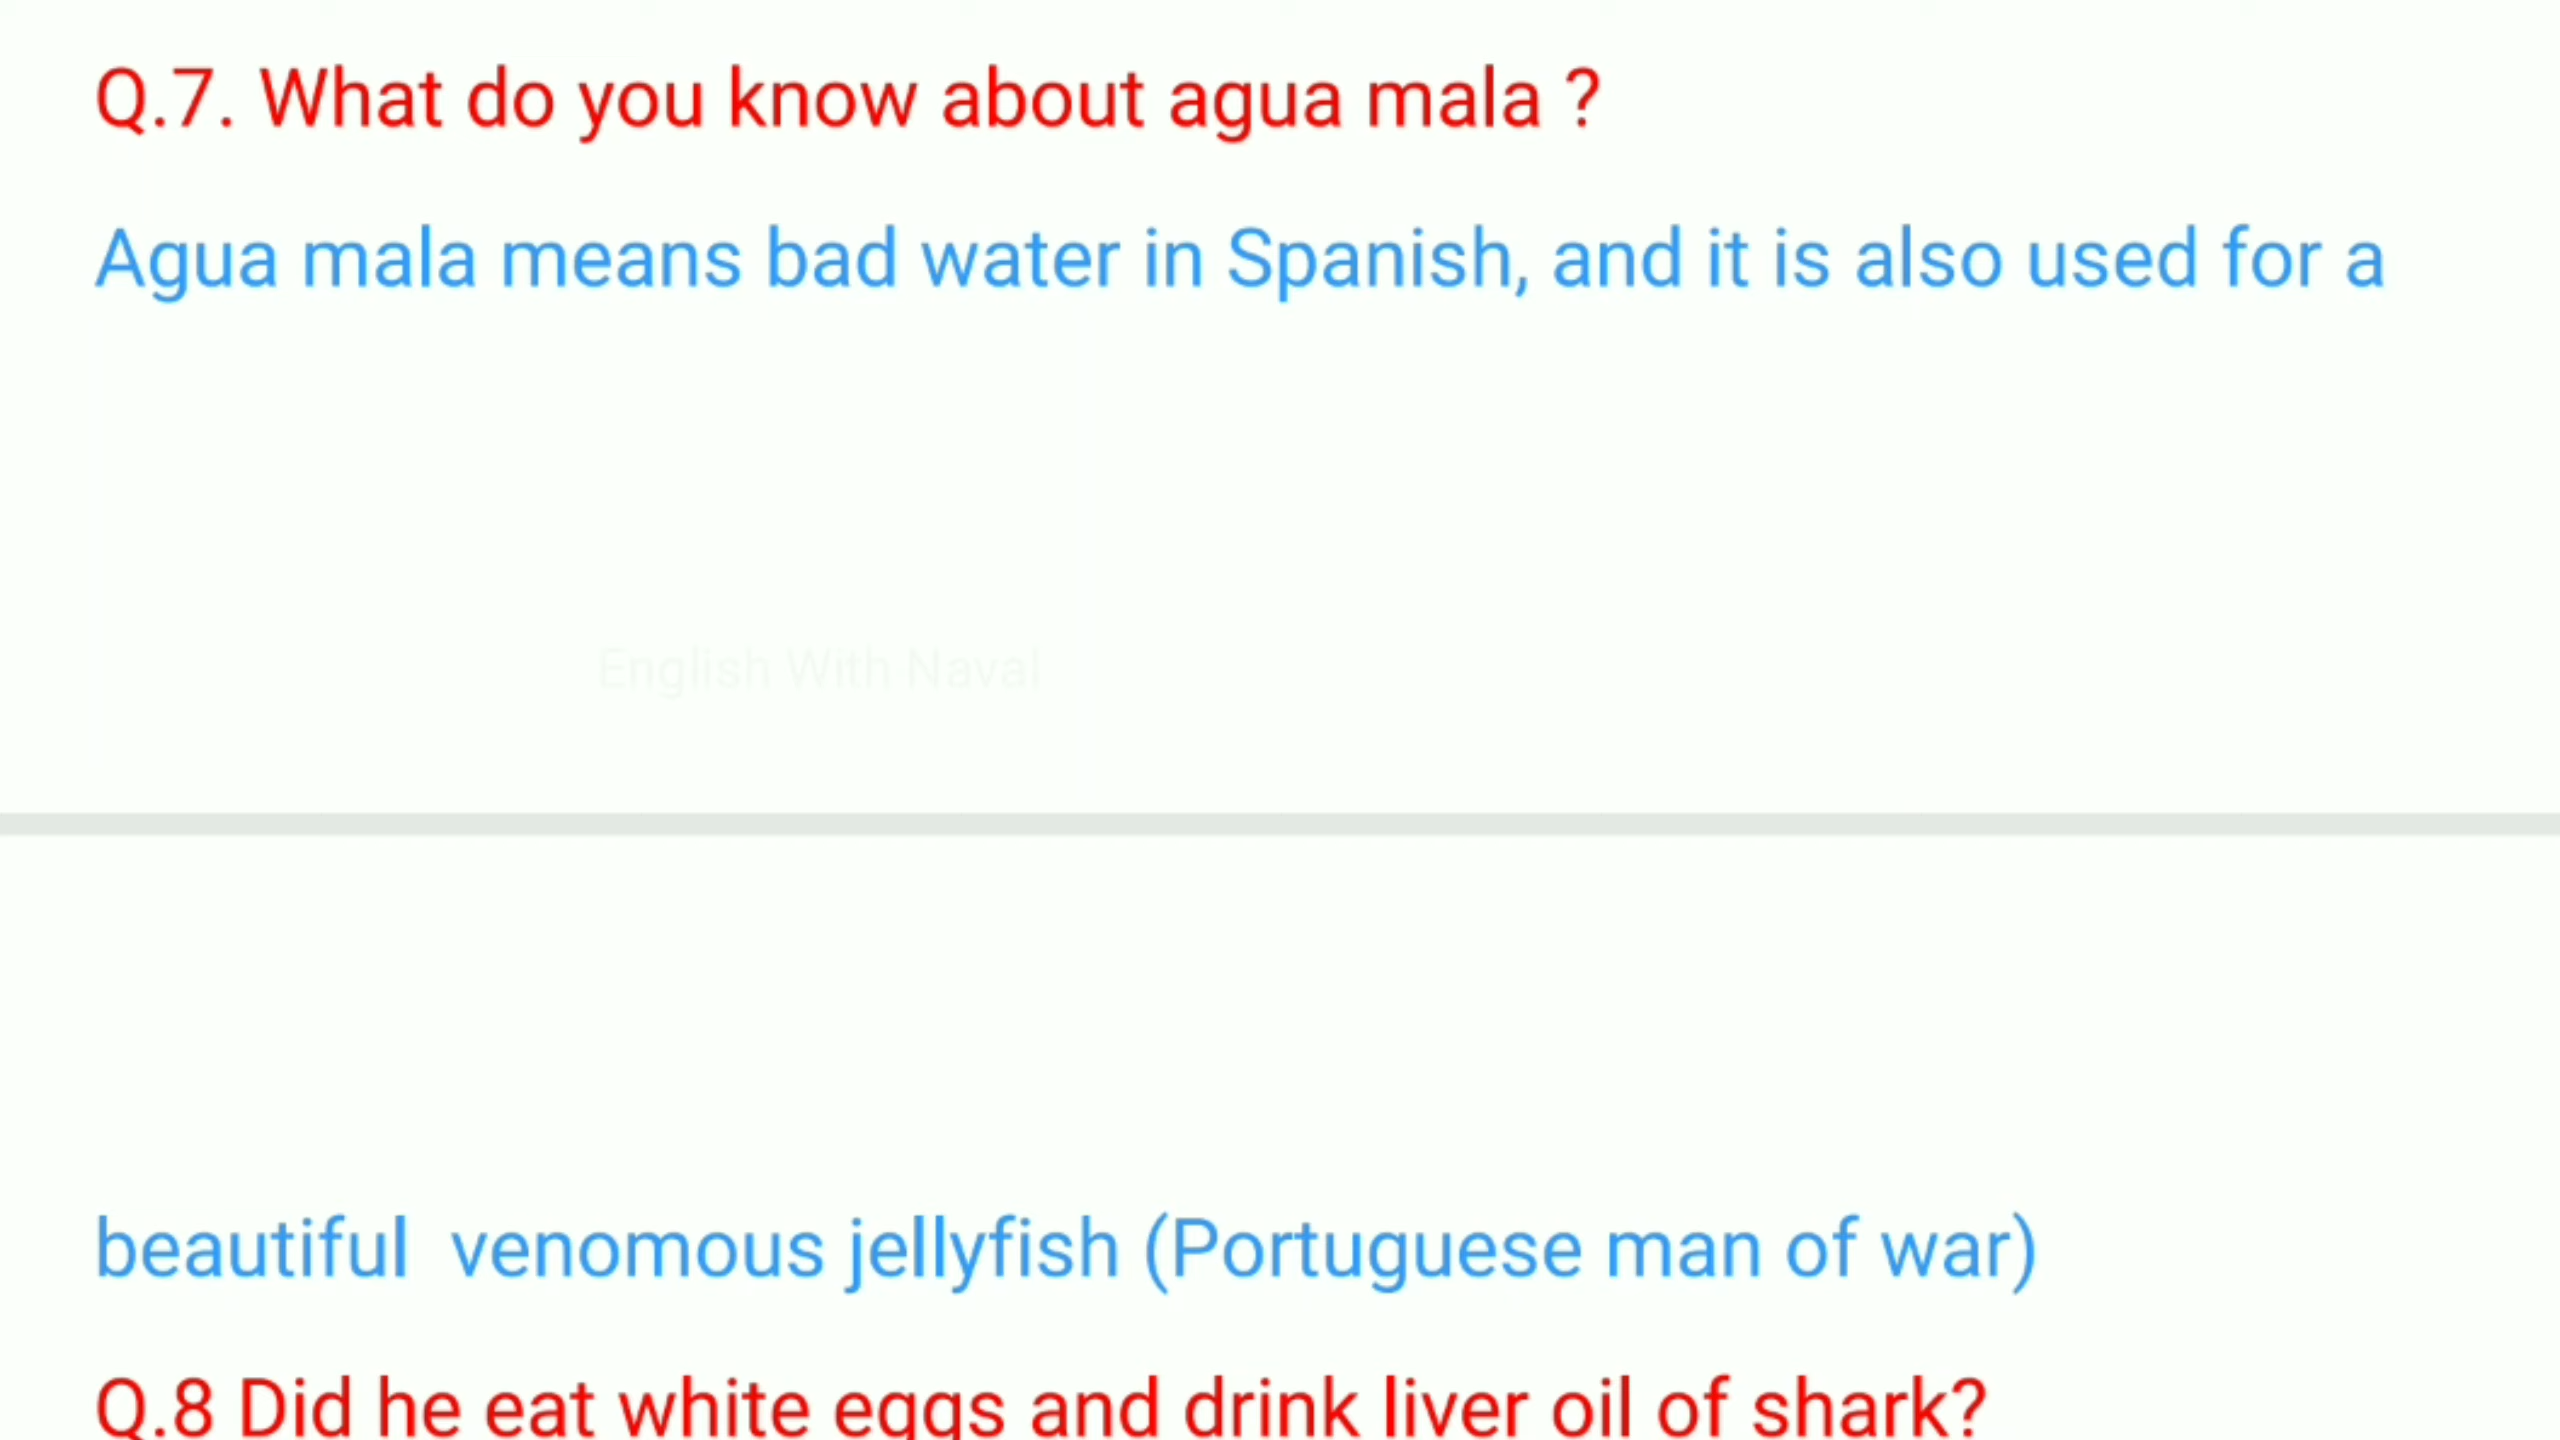 Q.7. What do you know about agua mala ?
Agua mala means bad water in Spanish, and it is also used for a
English With Naval
beautiful  venomous jellyfish (Portuguese man of war)
Q.8 Did he eat white eggs and drink liver oil of shark?